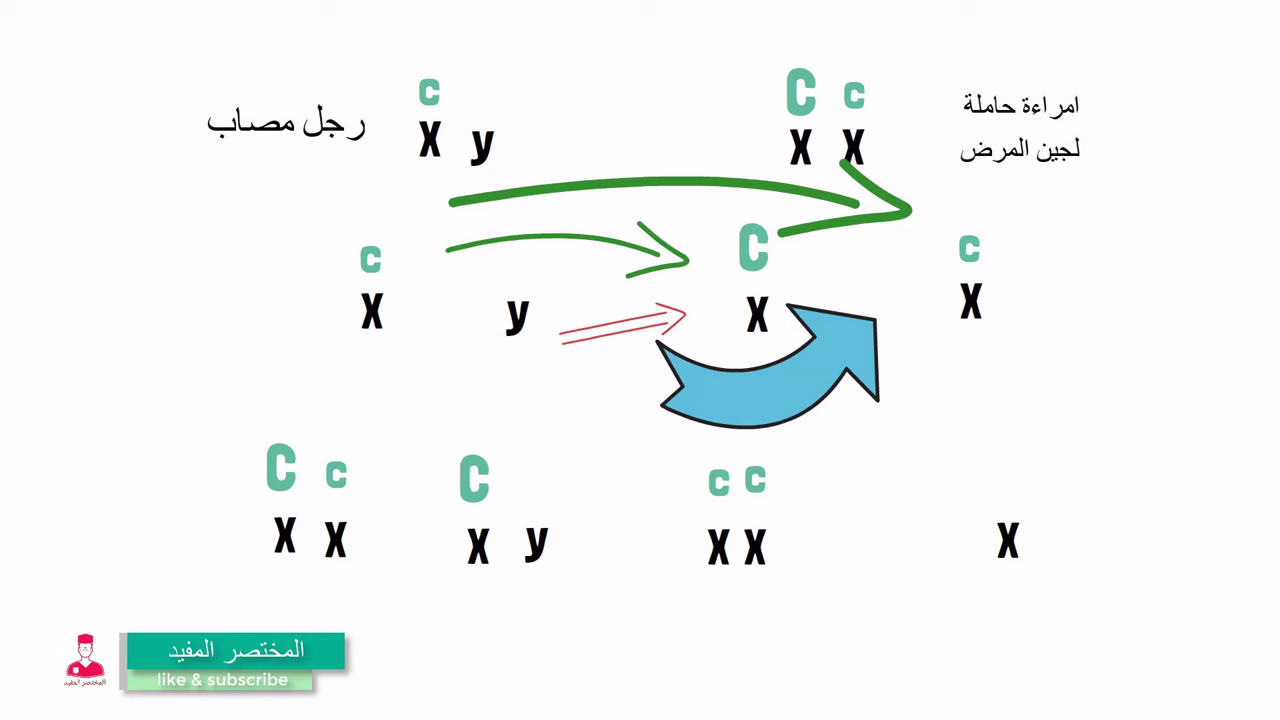 c C c
رجل مصاب X y X X امراءة حاملة
لجين المرض
c C c
X y X X
C c C c c
X X X y X X X
المختصر المفيد
like & subscribe
المختصر المفيد